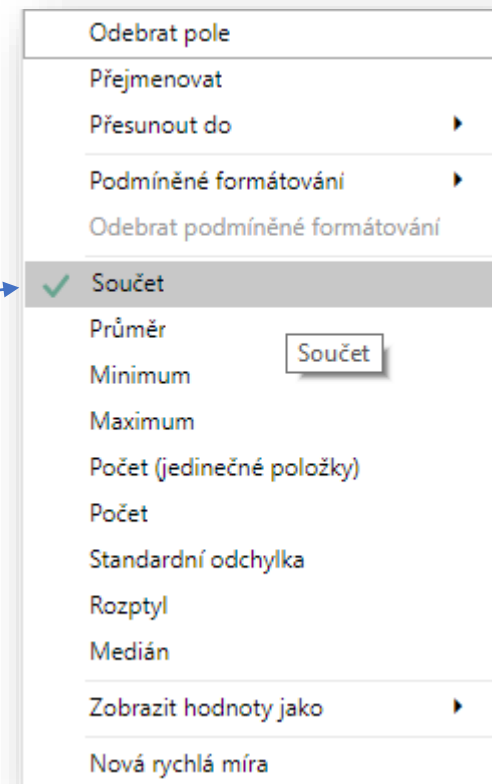 Odebrat pole
Přejmenovat
Přesunout do
Podmíněné formátování
Odebrat podmíněné formátování
Součet
Průměr
Součet
Minimum
Maximum
Počet (jedinečné položky)
Počet
Standardní odchylka
Rozptyl
Medián
Zobrazit hodnoty jako
Nová rychlá míra